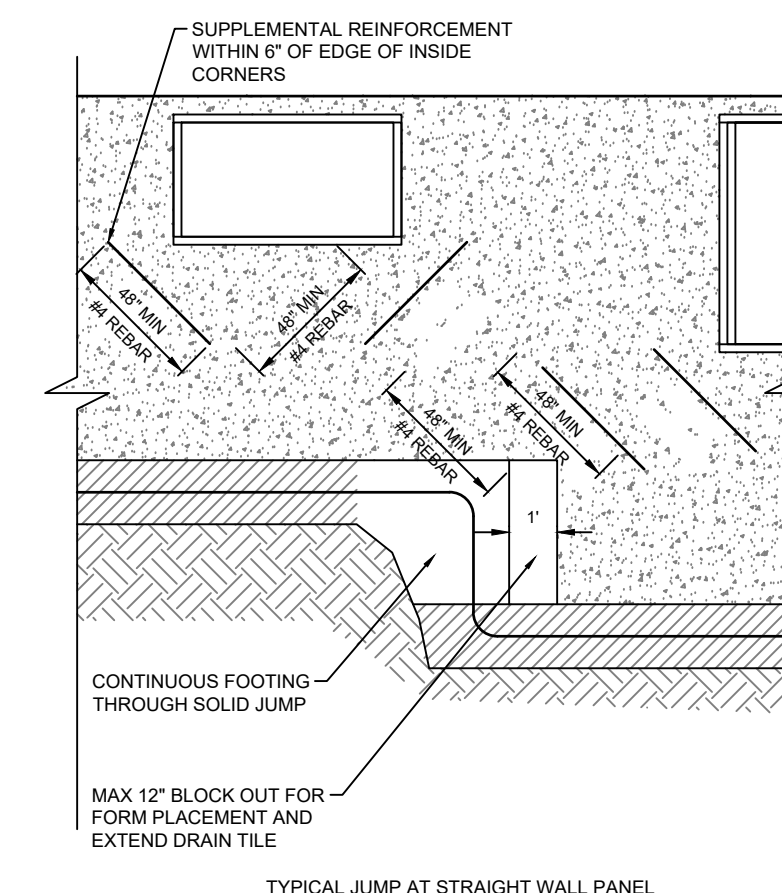 SUPPLEMENTAL REINFORCEMENT
WITHIN 6" OF EDGE OF INSIDE
CORNERS
48" MIN
#4 REBAR
48" MIN
#4 REBAR
48" MIN
#4 REBAR
48" MIN
#4 REBAR
1'
CONTINUOUS FOOTING
THROUGH SOLID JUMP
MAX 12" BLOCK OUT FOR
FORM PLACEMENT AND
EXTEND DRAIN TILE
TYPICAL JUMP AT STRAIGHT WALL PANEL